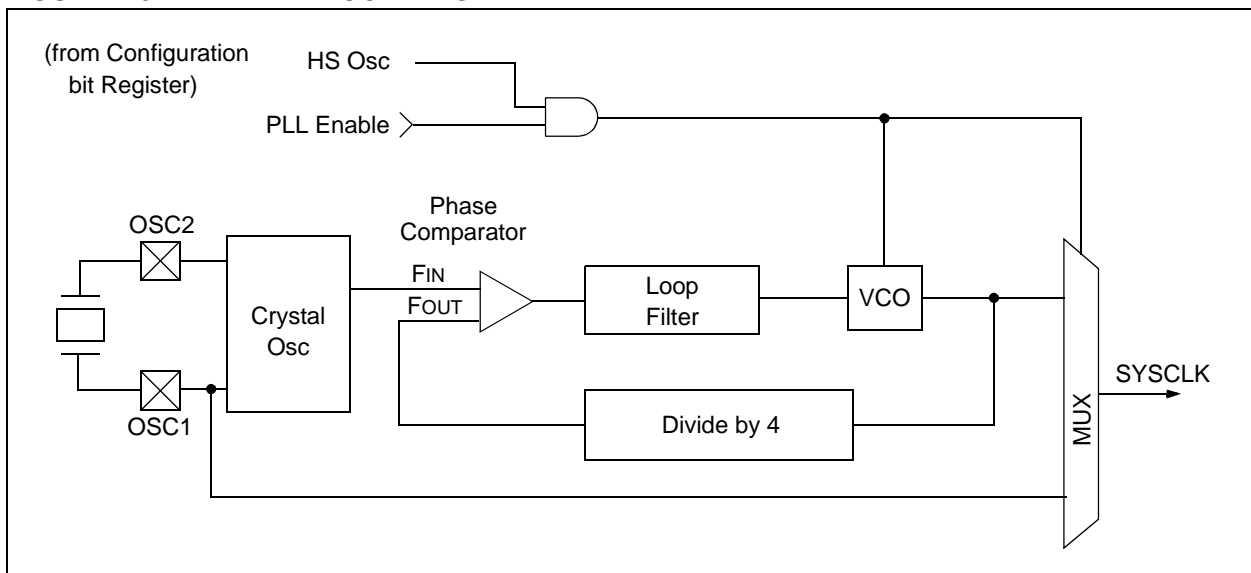 (from Configuration
bit Register)
HS Osc
PLL Enable
Phase
Comparator
OSC2
FIN
FOUT
Crystal
Osc
Loop
Filter
VCO
SYSCLK
OSC1
Divide by 4
MUX